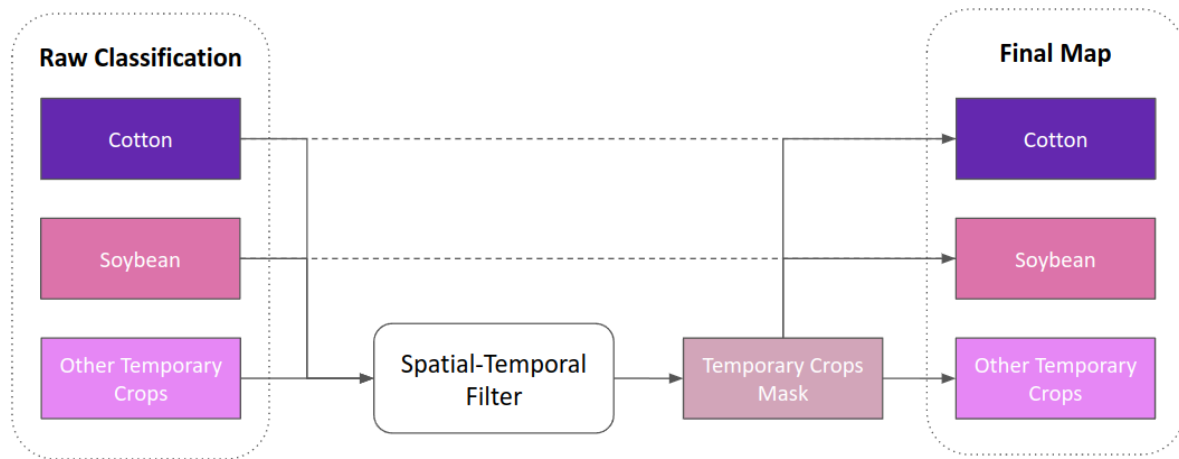 Raw Classification
Cotton
Soybean
Other Temporary
Crops
Spatial-Temporal
Filter
Temporary Crops
Mask
Final Map
Cotton
Soybean
Other Temporary
Crops